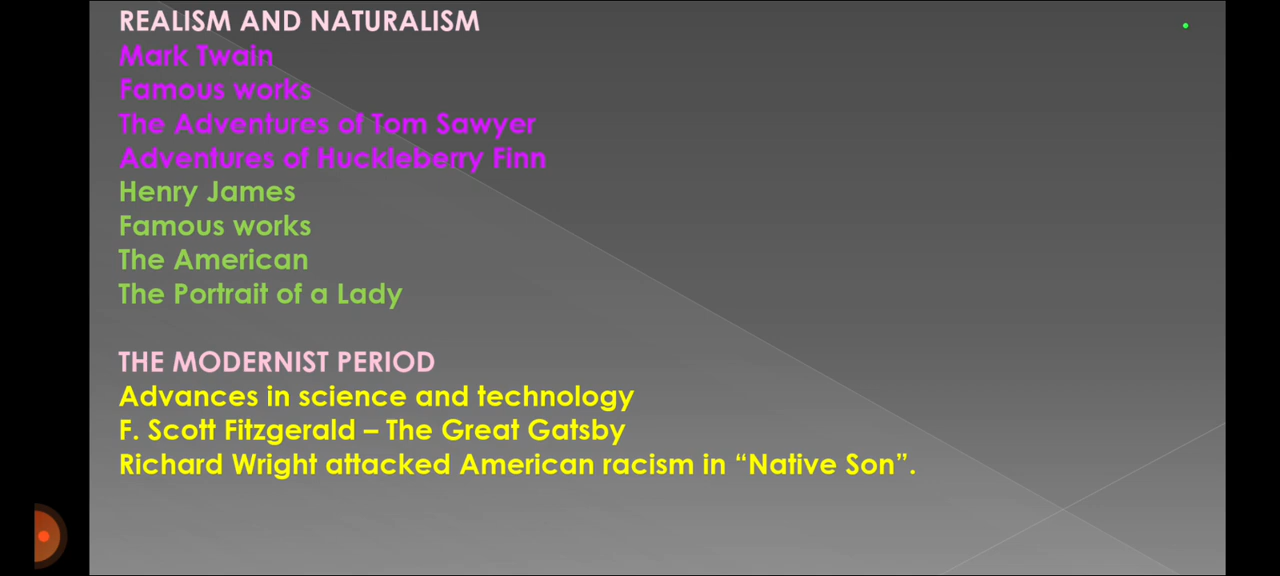 REALISM AND NATURALISM
Mark Twain
Famous works
The Adventures of Tom Sawyer
Adventures of Huckleberry Finn
Henry James
Famous works
The American
The Portrait of a Lady
THE MODERNIST PERIOD
Advances in science and technology
F. Scott Fitzgerald – The Great Gatsby
Richard Wright attacked American racism in “Native Son”.